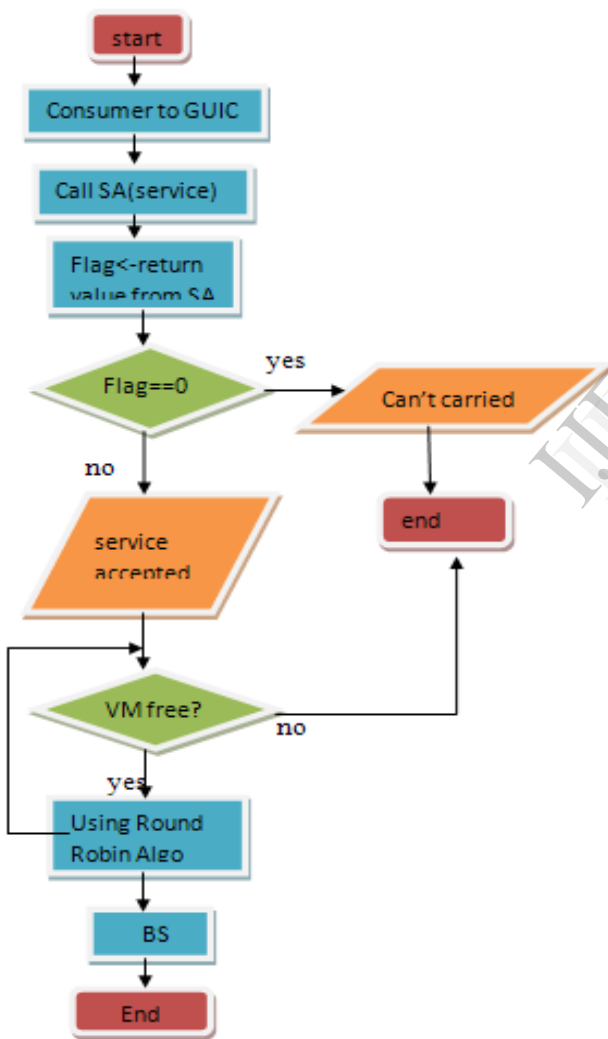 start
Consumer to GUIC
Call SA(service)
Flag<-return
value from SA
Flag==0
yes
Can't carried
no
end
service
accepted
VM free?
no
yes
Using Round
Robin Algo
BS
End